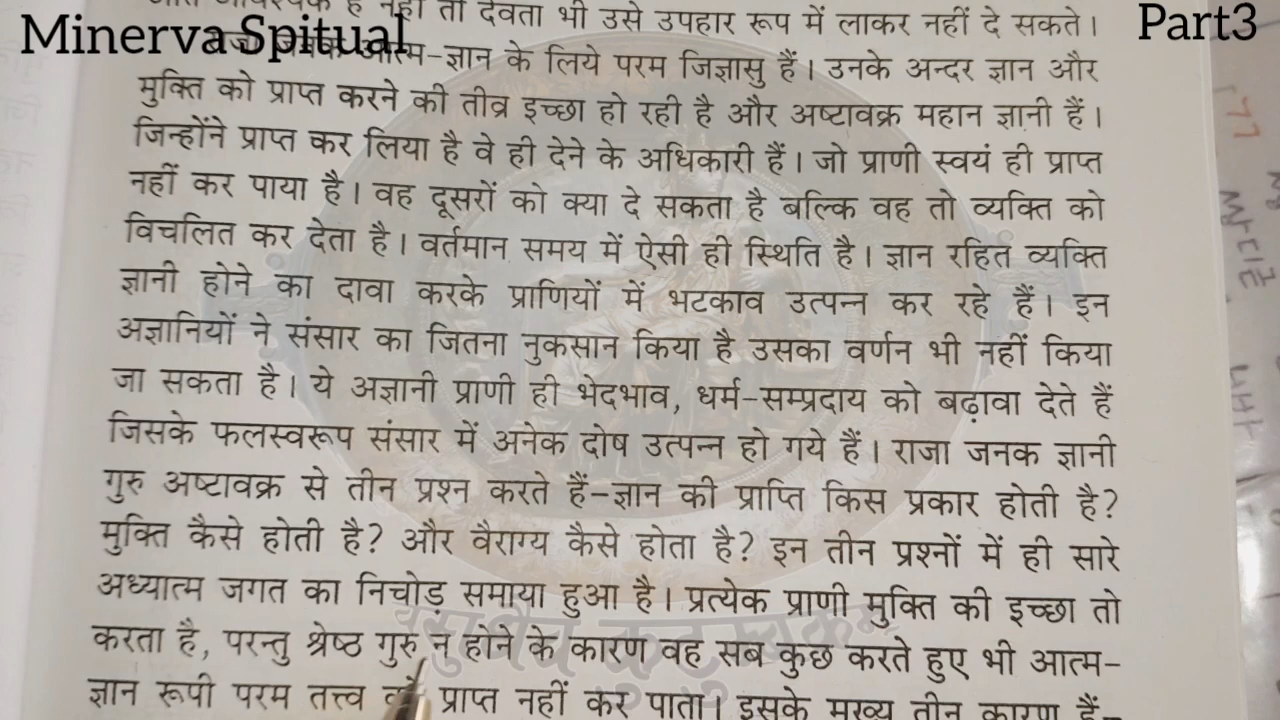 नहीं तो देवता भी उसे उपहार रूप में लाकर नहीं दे सकते।
Minerva Spitual
Part3
आत्म-ज्ञान के लिये परम जिज्ञासु हैं। उनके अन्दर ज्ञान और
मुक्ति को प्राप्त करने की तीव्र इच्छा हो रही है और अष्टावक्र महान ज्ञानी हैं।
जिन्होंने प्राप्त कर लिया है वे ही देने के अधिकारी हैं। जो प्राणी स्वयं ही प्राप्त
नहीं कर पाया है। वह दूसरों को क्या दे सकता है बल्कि वह तो व्यक्ति को
विचलित कर देता है। वर्तमान समय में ऐसी ही स्थिति है। ज्ञान रहित व्यक्ति
ज्ञानी होने का दावा करके प्राणियों में भटकाव उत्पन्न कर रहे हैं। इन
अज्ञानियों ने संसार का जितना नुकसान किया है उसका वर्णन भी नहीं किया
जा सकता है। ये अज्ञानी प्राणी ही भेदभाव, धर्म-सम्प्रदाय को बढ़ावा देते हैं
जिसके फलस्वरूप संसार में अनेक दोष उत्पन्न हो गये हैं। राजा जनक ज्ञानी
गुरु अष्टावक्र से तीन प्रश्न करते हैं-ज्ञान की प्राप्ति किस प्रकार होती है?
मुक्ति कैसे होती है? और वैराग्य कैसे होता है? इन तीन प्रश्नों में ही सारे
अध्यात्म जगत का निचोड़ समाया हुआ है। प्रत्येक प्राणी मुक्ति की इच्छा तो
करता है, परन्तु श्रेष्ठ गुरु न होने के कारण वह सब कुछ करते हुए भी आत्म-
ज्ञान रूपी परम तत्त्व को प्राप्त नहीं कर पाता। इसके मुख्य तीन कारण हैं-